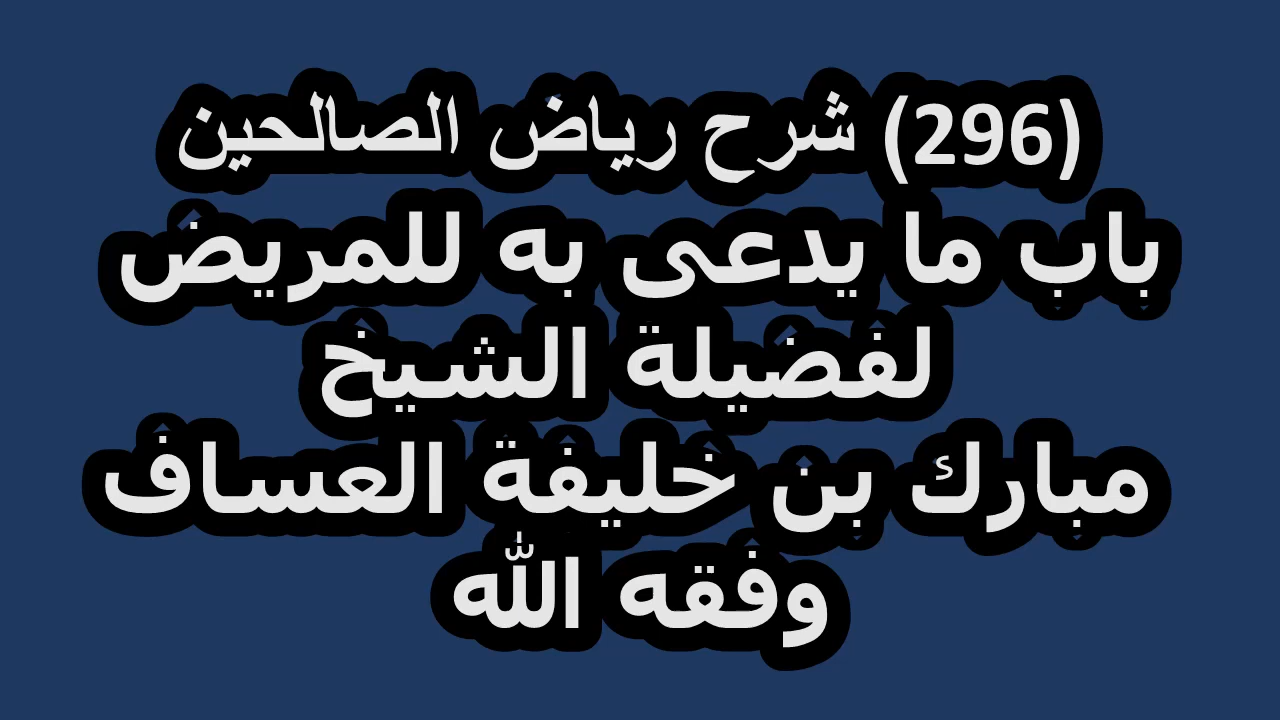 (296) شرح رياض الصالحين
باب ما يدعى به للمريض
لفضيلة الشيخ
مبارك بن خليفة العساف
وفقه الله